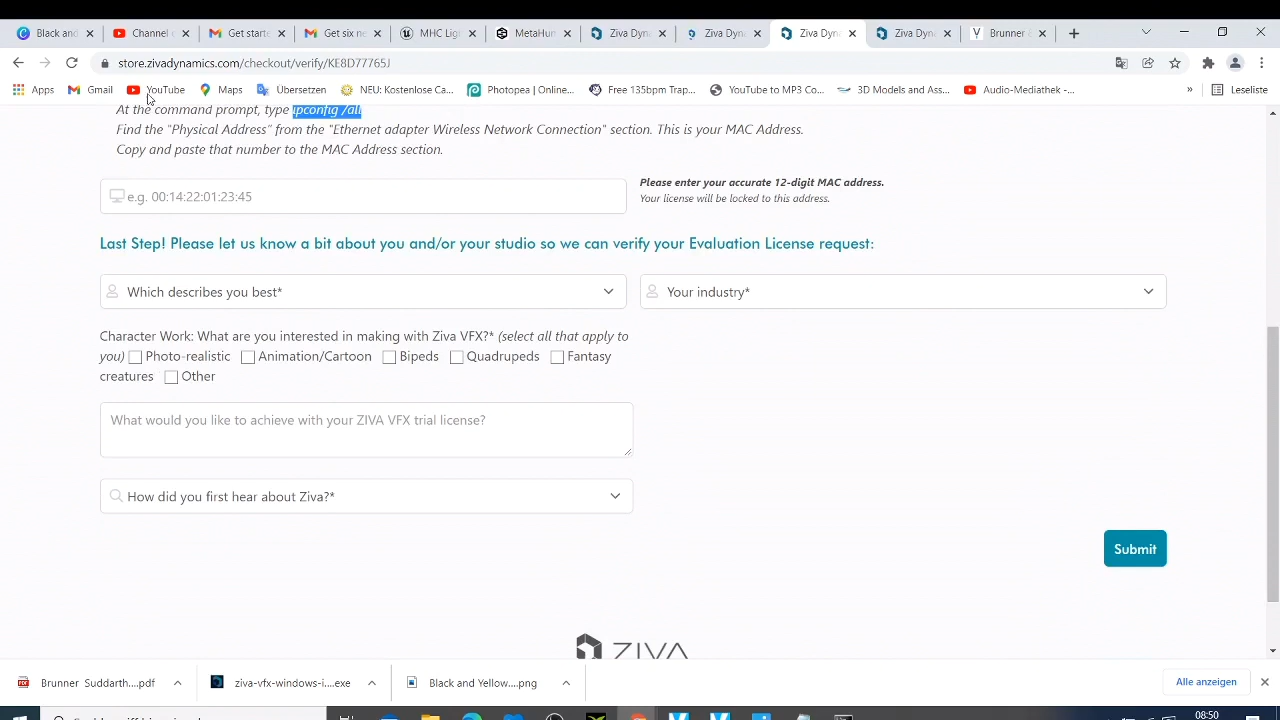 Black and
Channel c
Get starte
Get six ne
MHC Lig
MetaHun
Ziva Dyn
Ziva Dyn
Ziva Dyn
Ziva Dyn
Brunner
store.zivadynamics.com/checkout/verify/KE8D77765J
Apps
Gmail
YouTube
Maps
Übersetzen
NEU: Kostenlose Ca...
Photopea | Online...
Free 135bpm Trap...
YouTube to MP3 Co...
3D Models and Ass...
Audio-Mediathek -...
»
Leseliste
At the command prompt, type ipconfig /all
Find the "Physical Address" from the "Ethernet adapter Wireless Network Connection" section. This is your MAC Address.
Copy and paste that number to the MAC Address section.
e.g. 00:14:22:01:23:45
Please enter your accurate 12-digit MAC address.
Your license will be locked to this address.
Last Step! Please let us know a bit about you and/or your studio so we can verify your Evaluation License request:
Which describes you best*
Your industry*
Character Work: What are you interested in making with Ziva VFX?* (select all that apply to
you) Photo-realistic Animation/Cartoon Bipeds Quadrupeds Fantasy
creatures Other
What would you like to achieve with your ZIVA VFX trial license?
How did you first hear about Ziva?*
Submit
ZIVA
Brunner Suddarth....pdf
ziva-vfx-windows-i....exe
Black and Yellow....png
Alle anzeigen
08:50